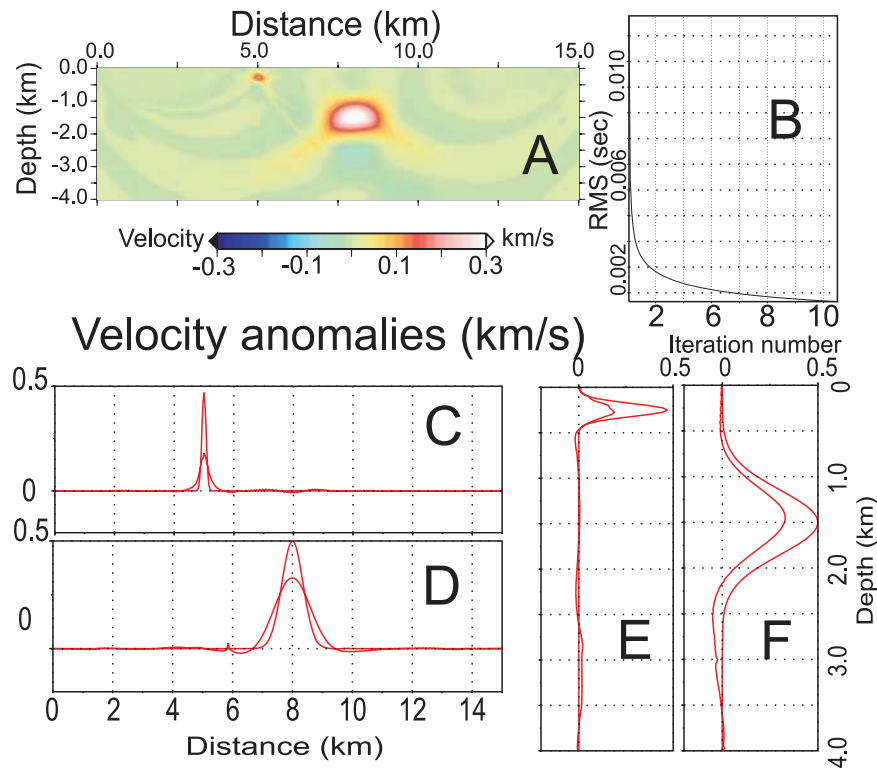 Distance (km)
0.0 5.0 10.0 15.0
Depth (km)
0.0
-1.0
-2.0
-3.0
-4.0
A
Velocity km/s
-0.3 -0.1 0.1 0.3
RMS (sec)
0.010
0.006
0.002
B
2 4 6 8 10
Iteration number
Velocity anomalies (km/s)
0.5
0
C
0.5
0
D
0 2 4 6 8 10 12 14
Distance (km)
0 0.5
E
0 0.5
F
0
1.0
2.0
3.0
4.0
Depth (km)